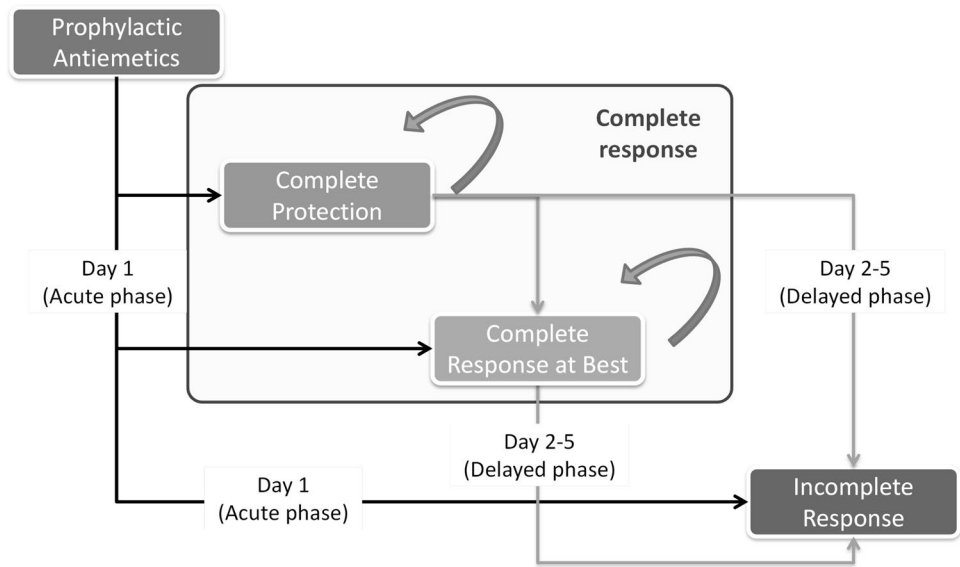 Prophylactic
Antiemetics
Complete
response
Complete
Protection
Day 1
(Acute phase)
Day 2-5
(Delayed phase)
Complete
Response at Best
Day 2-5
(Delayed phase)
Day 1
(Acute phase)
Incomplete
Response